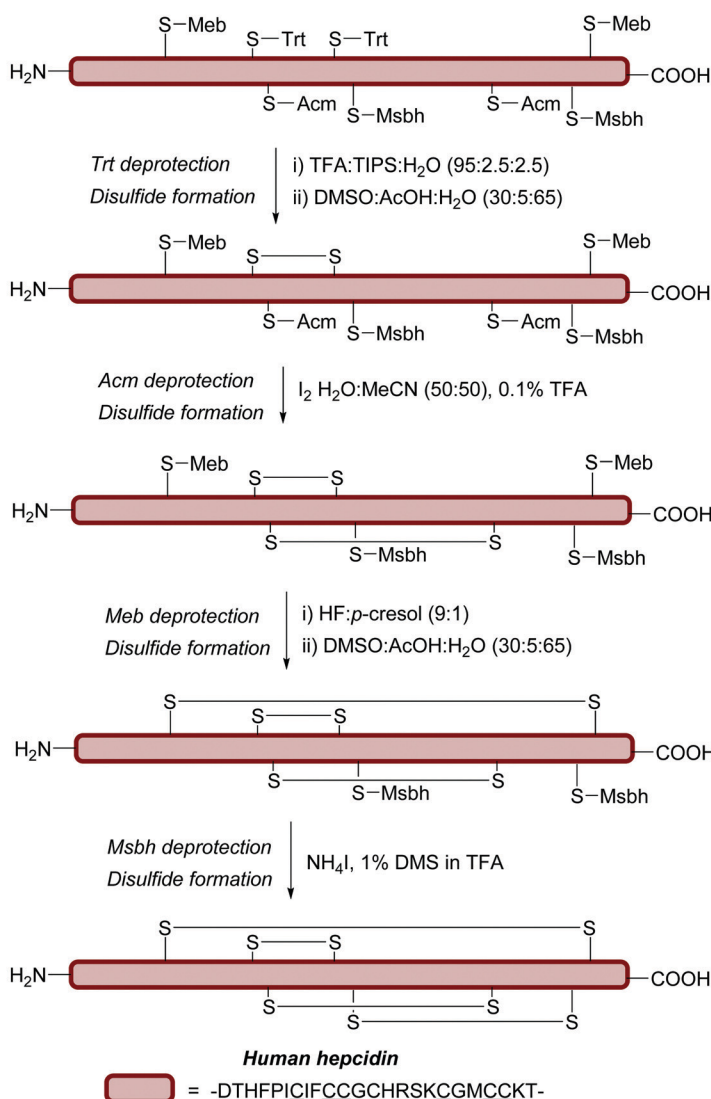 S–Meb S–Trt S–Trt S–Meb
H₂N COOH
S–Acm S–Msbh S–Acm S–Msbh
Trt deprotection i) TFA:TIPS:H₂O (95:2.5:2.5)
Disulfide formation ii) DMSO:AcOH:H₂O (30:5:65)
S–Meb S S S–Meb
H₂N COOH
S–Acm S–Msbh S–Acm S–Msbh
Acm deprotection I₂ H₂O:MeCN (50:50), 0.1% TFA
Disulfide formation
S–Meb S S S–Meb
H₂N COOH
S S–Msbh S S–Msbh
Meb deprotection i) HF:p-cresol (9:1)
Disulfide formation ii) DMSO:AcOH:H₂O (30:5:65)
S S
S S
H₂N COOH
S S–Msbh S S–Msbh
Msbh deprotection NH₄I, 1% DMS in TFA
Disulfide formation
S S
S S
H₂N COOH
S S
S S
Human hepcidin
= -DTHFPICIFCCGCHRSKCGMCCKT-